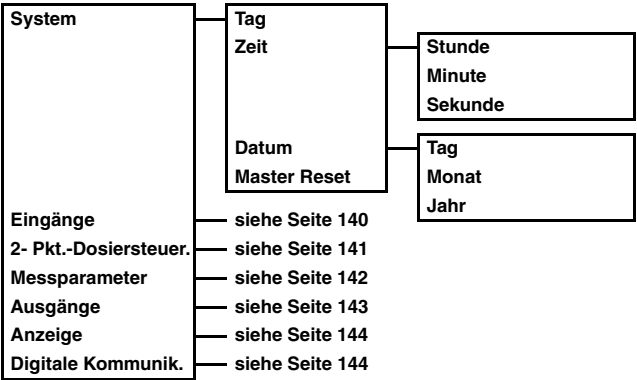 System
Tag
Zeit
Stunde
Minute
Sekunde
Datum
Tag
Master Reset
Monat
Jahr
Eingänge
siehe Seite 140
2- Pkt.-Dosiersteuer.
siehe Seite 141
Messparameter
siehe Seite 142
Ausgänge
siehe Seite 143
Anzeige
siehe Seite 144
Digitale Kommunik.
siehe Seite 144